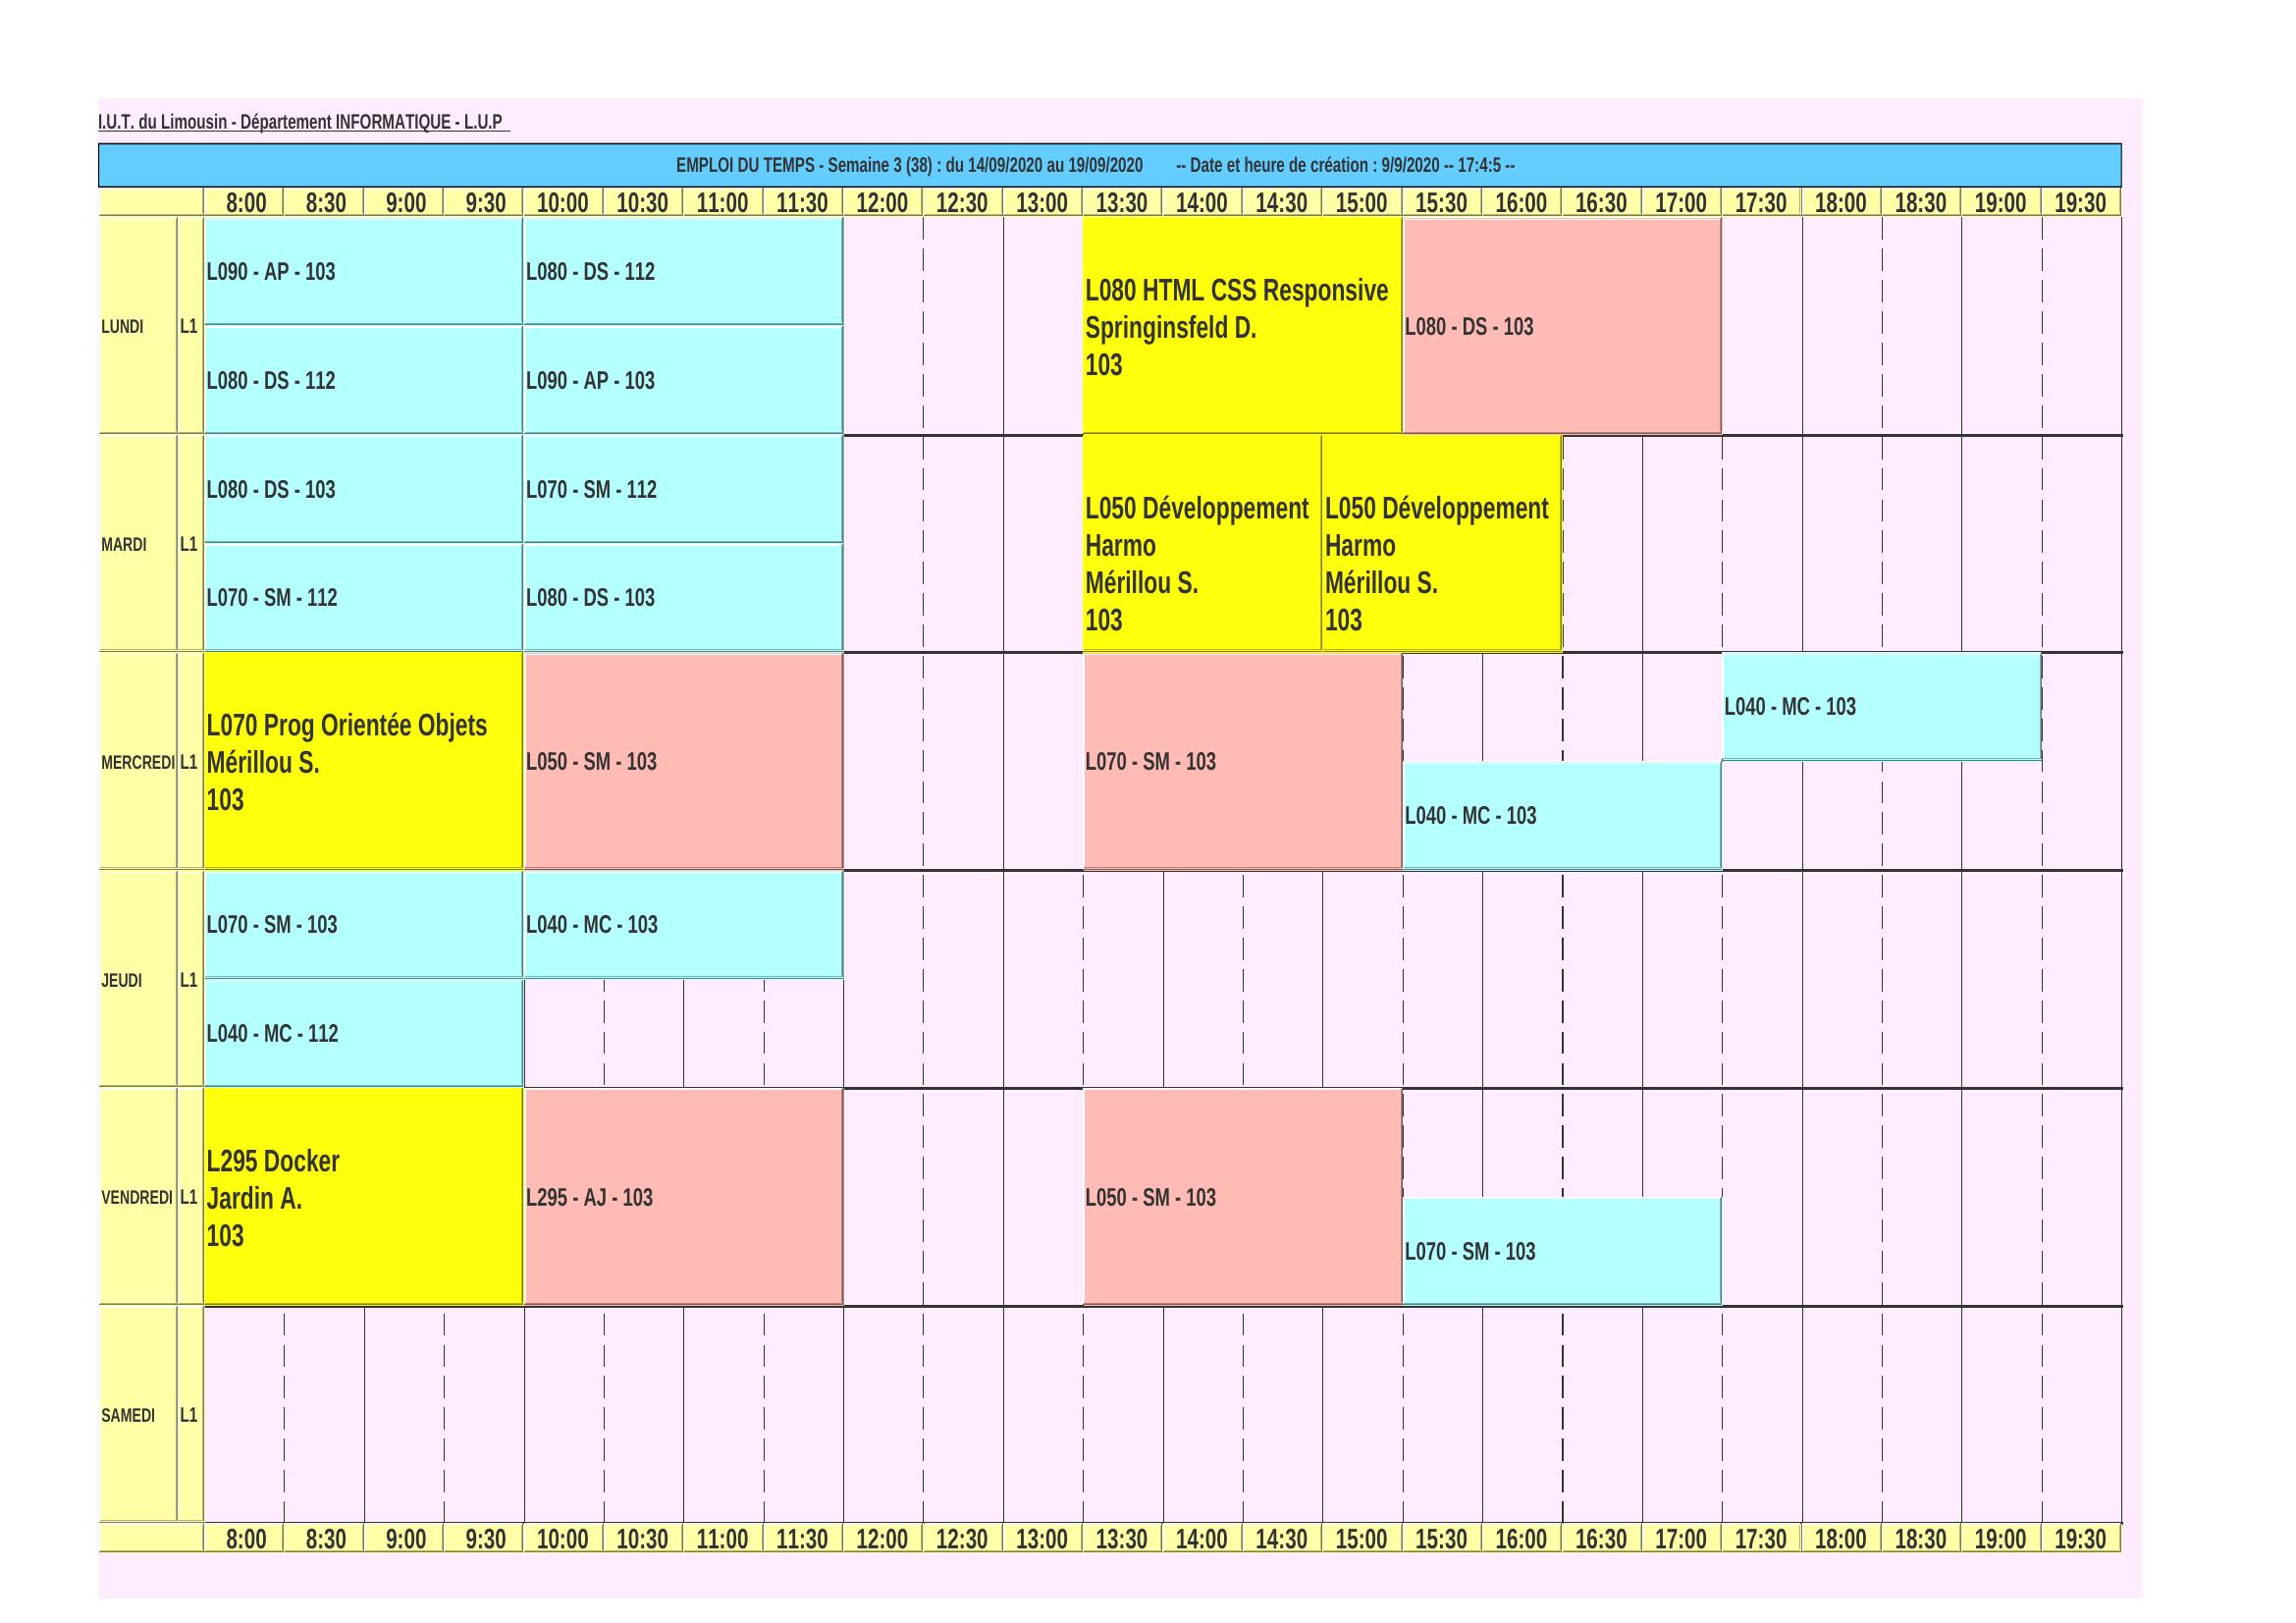 I.U.T. du Limousin - Département INFORMATIQUE - L.U.P
EMPLOI DU TEMPS - Semaine 3 (38) : du 14/09/2020 au 19/09/2020 -- Date et heure de création : 9/9/2020 -- 17:4:5 --
8:00 8:30 9:00 9:30 10:00 10:30 11:00 11:30 12:00 12:30 13:00 13:30 14:00 14:30 15:00 15:30 16:00 16:30 17:00 17:30 18:00 18:30 19:00 19:30
LUNDI L1
L090 - AP - 103
L080 - DS - 112
L080 - DS - 112
L090 - AP - 103
L080 HTML CSS Responsive
Springinsfeld D.
103
L080 - DS - 103
MARDI L1
L080 - DS - 103
L070 - SM - 112
L070 - SM - 112
L080 - DS - 103
L050 Développement
Harmo
Mérillou S.
103
L050 Développement
Harmo
Mérillou S.
103
MERCREDI L1
L070 Prog Orientée Objets
Mérillou S.
103
L050 - SM - 103
L070 - SM - 103
L040 - MC - 103
L040 - MC - 103
JEUDI L1
L070 - SM - 103
L040 - MC - 103
L040 - MC - 112
VENDREDI L1
L295 Docker
Jardin A.
103
L295 - AJ - 103
L050 - SM - 103
L070 - SM - 103
SAMEDI L1
8:00 8:30 9:00 9:30 10:00 10:30 11:00 11:30 12:00 12:30 13:00 13:30 14:00 14:30 15:00 15:30 16:00 16:30 17:00 17:30 18:00 18:30 19:00 19:30